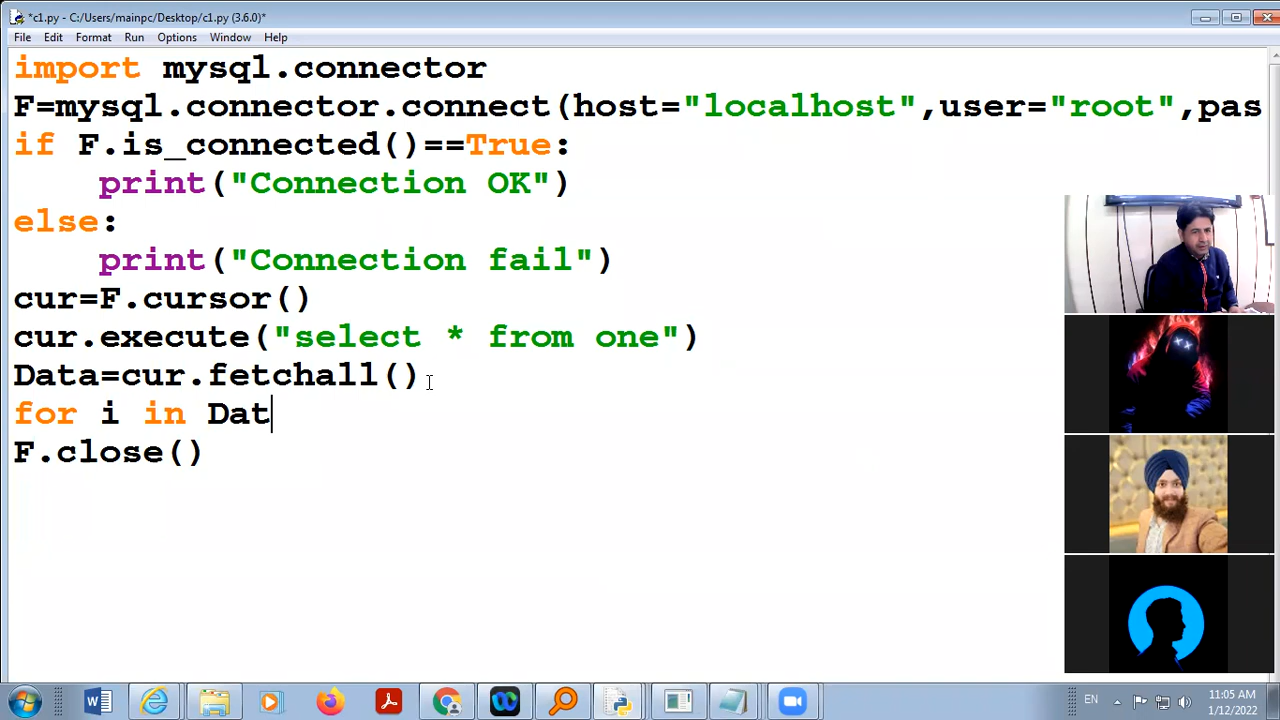 *c1.py - C:/Users/mainpc/Desktop/c1.py (3.6.0)*
File Edit Format Run Options Window Help
import mysql.connector
F=mysql.connector.connect(host="localhost",user="root",pas
if F.is_connected()==True:
    print("Connection OK")
else:
    print("Connection fail")
cur=F.cursor()
cur.execute("select * from one")
Data=cur.fetchall()
for i in Dat
F.close()
EN
11:05 AM
1/12/2022